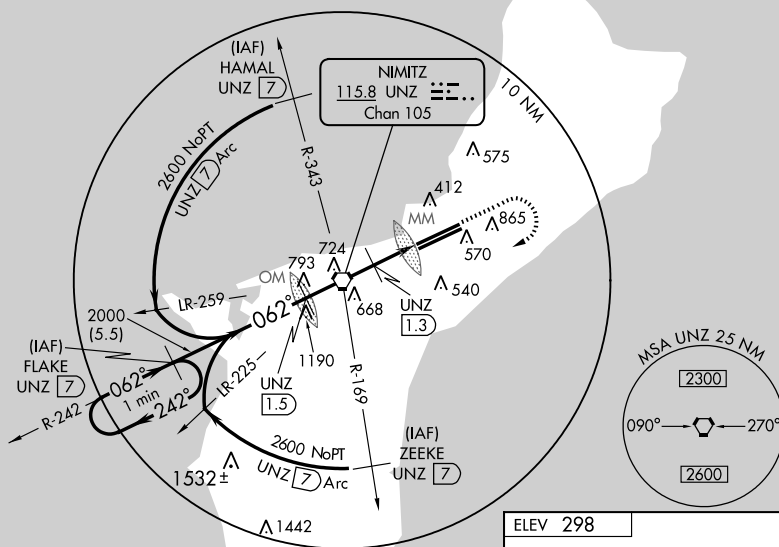 (IAF)
HAMAL
UNZ 7
NIMITZ
115.8 UNZ
Chan 105
10 NM
2600 NoPT
UNZ 7 Arc
R-343
575
412
MM
865
570
724
793
OM
540
668
UNZ
1.3
LR-259
062°
2000
(5.5)
(IAF)
FLAKE
UNZ 7
062°
1 min
242°
R-242
LR-225
1190
UNZ
1.5
R-169
2600 NoPT
UNZ 7 Arc
(IAF)
ZEEKE
UNZ 7
1532 ±
1442
MSA UNZ 25 NM
2300
090°
270°
2600
ELEV 298